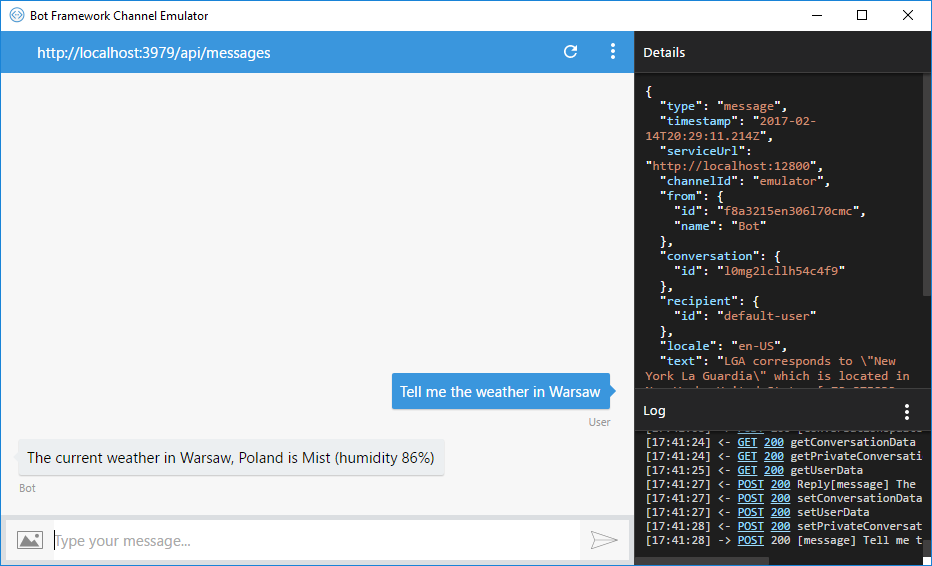 Bot Framework Channel Emulator
http://localhost:3979/api/messages
Tell me the weather in Warsaw
User
The current weather in Warsaw, Poland is Mist (humidity 86%)
Bot
Type your message...
Details
{
"type": "message",
"timestamp": "2017-02-
14T20:29:11.214Z",
"serviceUrl":
"http://localhost:12800",
"channelId": "emulator",
"from": {
"id": "f8a3215en306l70cmc",
"name": "Bot"
},
"conversation": {
"id": "l0mg2lcllh54c4f9"
},
"recipient": {
"id": "default-user"
},
"locale": "en-US",
"text": "LGA corresponds to \"New
York La Guardia\" which is located in
Log
[17:41:24] <- GET 200 getConversationData
[17:41:24] <- GET 200 getPrivateConversati
[17:41:25] <- GET 200 getUserData
[17:41:27] <- POST 200 Reply[message] The
[17:41:27] <- POST 200 setConversationData
[17:41:27] <- POST 200 setUserData
[17:41:28] <- POST 200 setPrivateConversat
[17:41:28] -> POST 200 [message] Tell me t